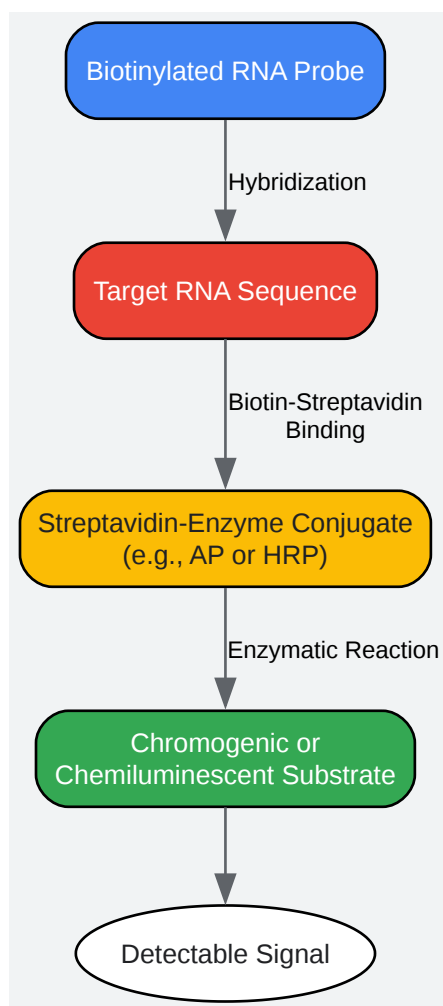 Biotinylated RNA Probe
Hybridization
Target RNA Sequence
Biotin-Streptavidin
Binding
Streptavidin-Enzyme Conjugate
(e.g., AP or HRP)
Enzymatic Reaction
Chromogenic or
Chemiluminescent Substrate
Detectable Signal